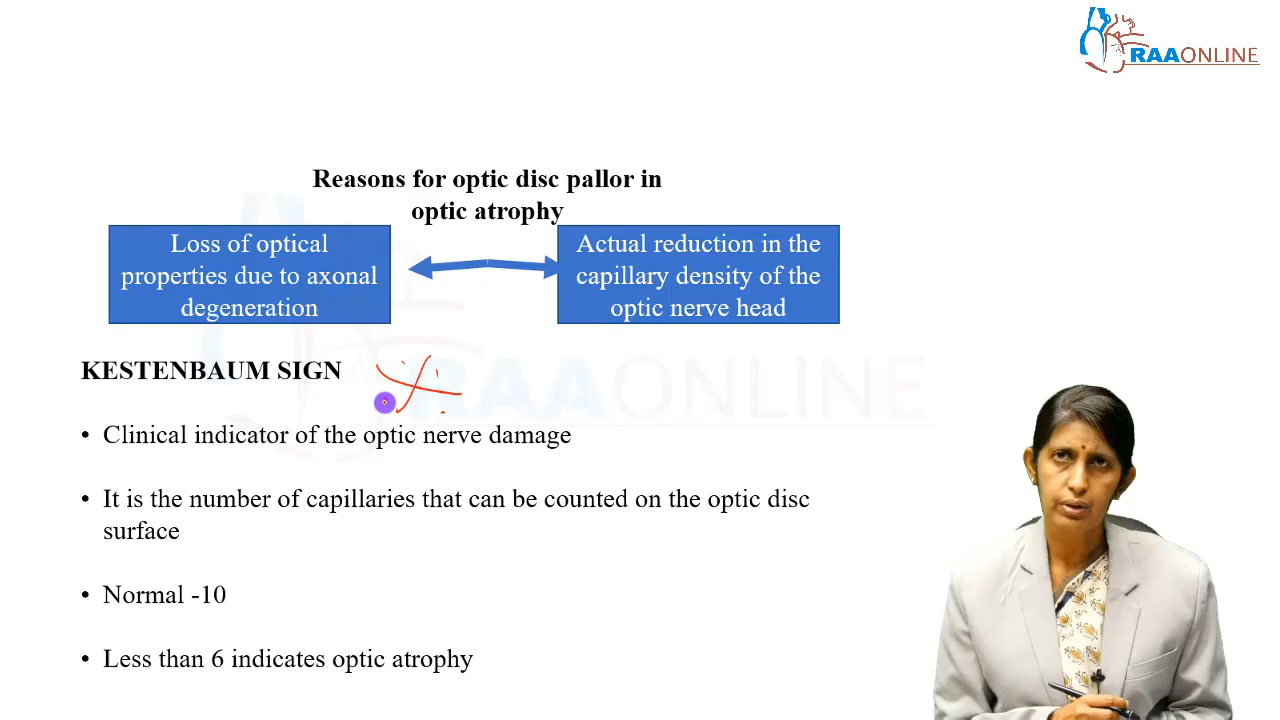 RAAONLINE
Reasons for optic disc pallor in
optic atrophy
Loss of optical
properties due to axonal
degeneration
Actual reduction in the
capillary density of the
optic nerve head
KESTENBAUM SIGN
• Clinical indicator of the optic nerve damage
• It is the number of capillaries that can be counted on the optic disc
surface
• Normal -10
• Less than 6 indicates optic atrophy
RAAONLINE